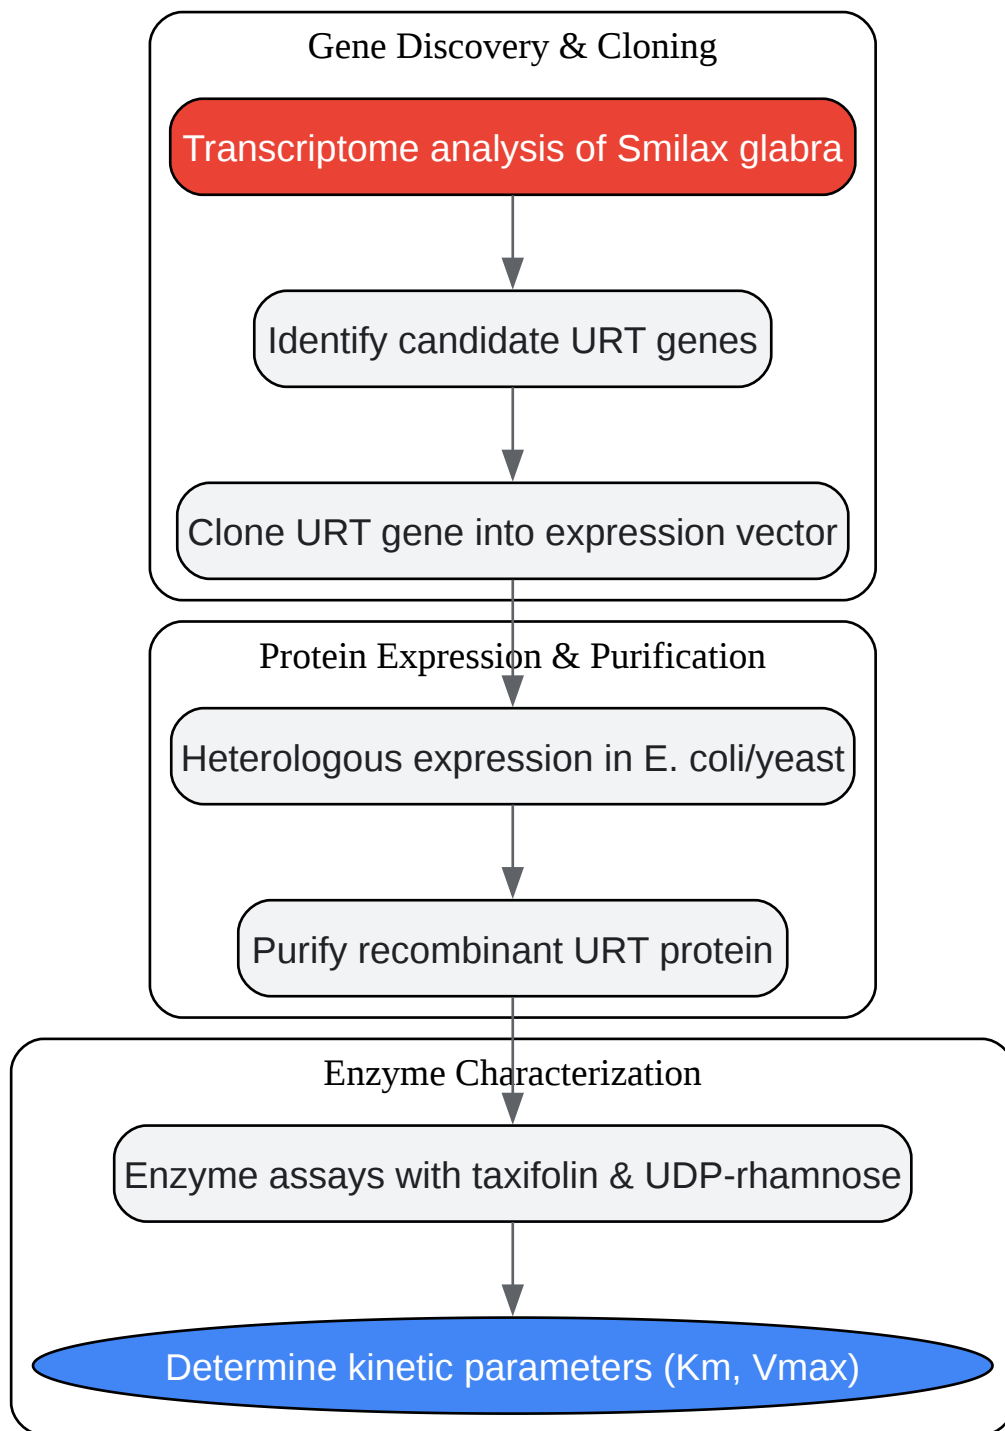 Gene Discovery & Cloning
Transcriptome analysis of Smilax glabra
Identify candidate URT genes
Clone URT gene into expression vector
Protein Expression & Purification
Heterologous expression in E. coli/yeast
Purify recombinant URT protein
Enzyme Characterization
Enzyme assays with taxifolin & UDP-rhamnose
Determine kinetic parameters (Km, Vmax)